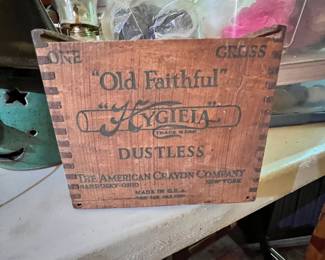 ONE GROSS
"Old Faithful"
"HYGIEIA"
TRADE MARK
DUSTLESS
THE AMERICAN CRAYON COMPANY
SANDUSKY-OHIO NEW YORK
MADE IN U.S.A.